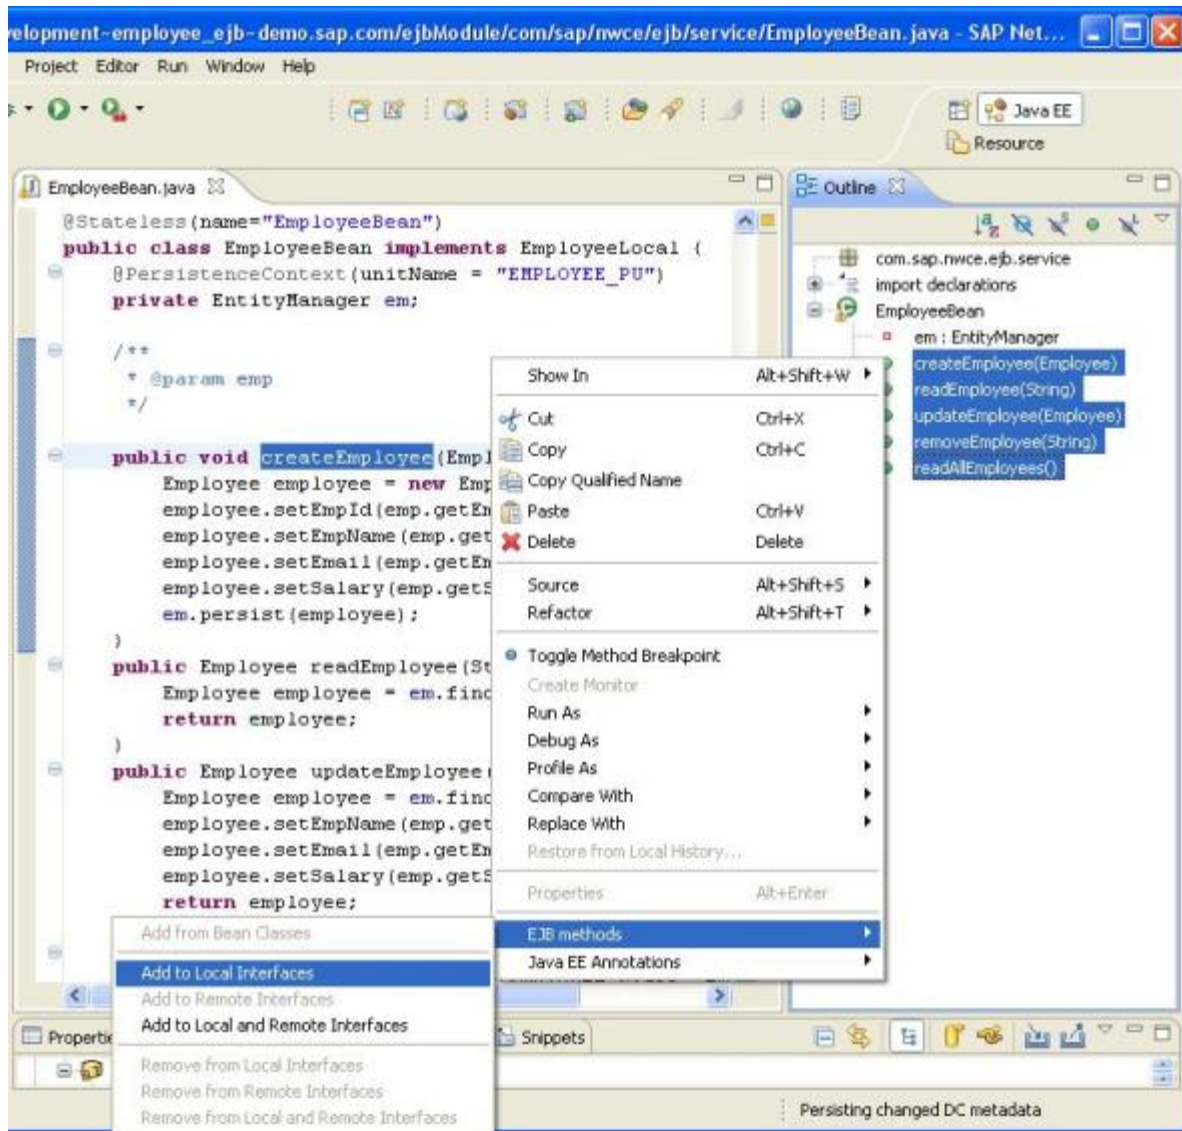 velopment~employee_ejb~demo.sap.com/ejbModule/com/sap/nwce/ejb/service/EmployeeBean.java - SAP Net...
Project Editor Run Window Help
Java EE
Resource
EmployeeBean.java
@Stateless(name="EmployeeBean")
public class EmployeeBean implements EmployeeLocal {
@PersistenceContext(unitName = "EMPLOYEE_PU")
private EntityManager em;
/**
* @param emp
*/
public void createEmployee(Empl
Employee employee = new Emp
employee.setEmpId(emp.getEm
employee.setEmpName(emp.get
employee.setEmail(emp.getEm
employee.setSalary(emp.getS
em.persist(employee);
}
public Employee readEmployee(St
Employee employee = em.find
return employee;
}
public Employee updateEmployee(
Employee employee = em.find
employee.setEmpName(emp.get
employee.setEmail(emp.getEm
employee.setSalary(emp.getS
return employee;
Outline
com.sap.nwce.ejb.service
import declarations
EmployeeBean
em : EntityManager
createEmployee(Employee)
readEmployee(String)
updateEmployee(Employee)
removeEmployee(String)
readAllEmployees()
Show In Alt+Shift+W
Cut Ctrl+X
Copy Ctrl+C
Copy Qualified Name
Paste Ctrl+V
Delete Delete
Source Alt+Shift+S
Refactor Alt+Shift+T
Toggle Method Breakpoint
Create Monitor
Run As
Debug As
Profile As
Compare With
Replace With
Restore from Local History...
Properties Alt+Enter
EJB methods
Java EE Annotations
Add from Bean Classes
Add to Local Interfaces
Add to Remote Interfaces
Add to Local and Remote Interfaces
Remove from Local Interfaces
Remove from Remote Interfaces
Remove from Local and Remote Interfaces
Propertie
Snippets
Persisting changed DC metadata